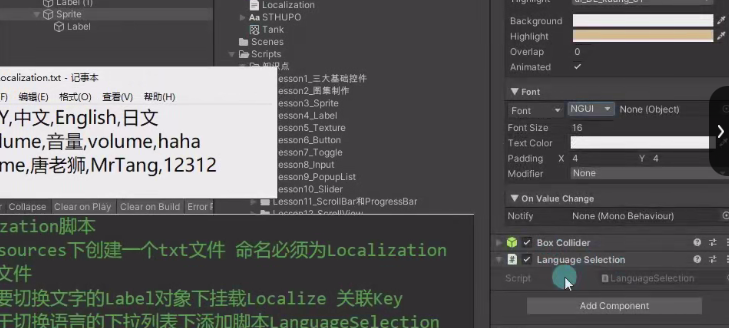 Label (1)
Sprite
Label
Localization
Aa STHUPO
Tank
Scenes
Scripts
知识点
Lesson1_三大基础控件
Lesson2_图集制作
Lesson3_Sprite
Lesson4_Label
Lesson5_Texture
Lesson6_Button
Lesson7_Toggle
Lesson8_Input
Lesson9_PopupList
Lesson10_Slider
Lesson11_ScrollBar和ProgressBar
Lesson12_ScrollView
ocalization.txt - 记事本
(F) 编辑(E) 格式(O) 查看(V) 帮助(H)
Y,中文,English,日文
lume,音量,volume,haha
me,唐老狮,MrTang,12312
Collapse Clear on Play Clear on Build Error P
ization脚本
sources下创建一个txt文件 命名必须为Localization
文件
要切换文字的Label对象下挂载Localize 关联Key
于切换语言的下拉列表下添加脚本LanguageSelection
Highlight
Background
Highlight
Overlap 0
Animated
Font
Font NGUI None (Object)
Font Size 16
Text Color
Padding X 4 Y 4
Modifier None
On Value Change
Notify None (Mono Behaviour)
Box Collider
Language Selection
Script LanguageSelection
Add Component